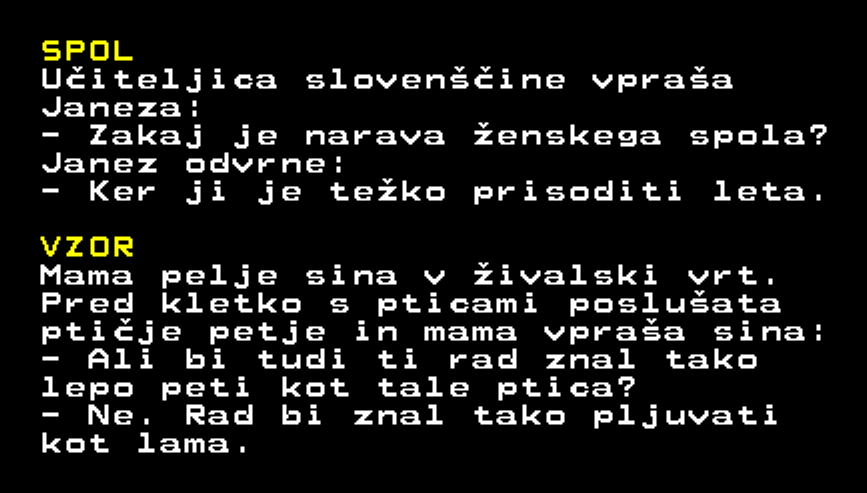 SPOL
Učiteljica slovenščine vpraša
Janeza:
- Zakaj je narava ženskega spola?
Janez odvrne:
- Ker ji je težko prisoditi leta.
VZOR
Mama pelje sina v živalski vrt.
Pred kletko s pticami poslušata
ptičje petje in mama vpraša sina:
- Ali bi tudi ti rad znal tako
lepo peti kot tale ptica?
- Ne. Rad bi znal tako pljuvati
kot lama.